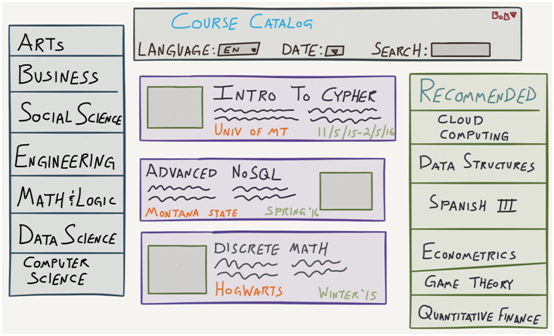 COURSE CATALOG
BOB
LANGUAGE: EN DATE: SEARCH:
ARTS
BUSINESS
SOCIAL SCIENCE
ENGINEERING
MATH & LOGIC
DATA SCIENCE
COMPUTER
SCIENCE
INTRO TO CYPHER
UNIV OF MT 11/5/15-2/5/16
ADVANCED NOSQL
MONTANA STATE SPRING '16
DISCRETE MATH
HOGWARTS WINTER '15
RECOMMENDED
CLOUD
COMPUTING
DATA STRUCTURES
SPANISH III
ECONOMETRICS
GAME THEORY
QUANTITATIVE FINANCE